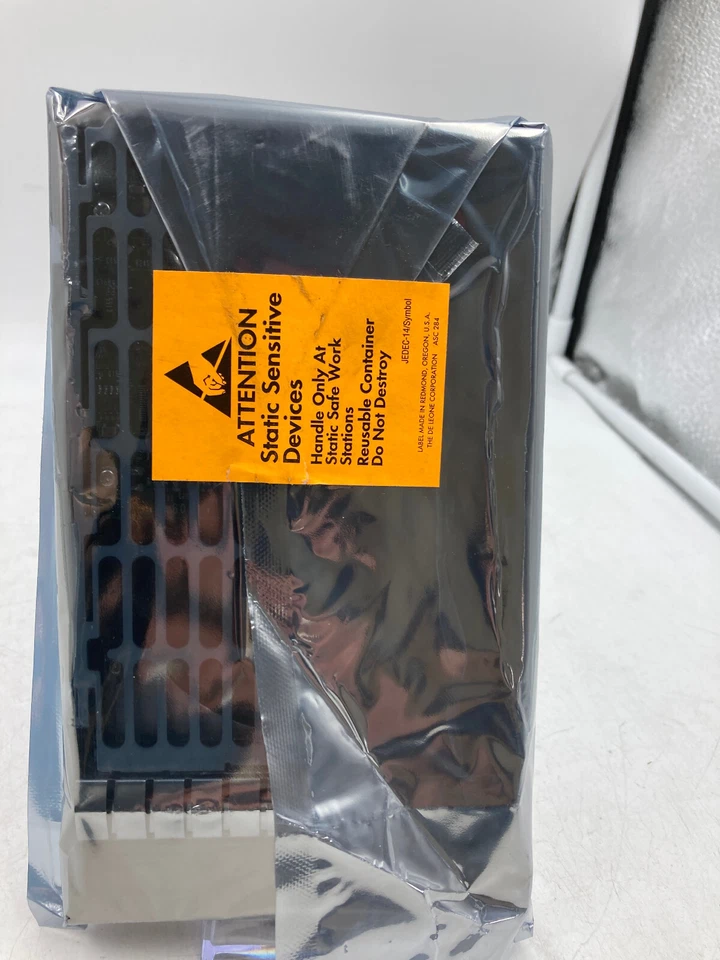 ATTENTION
Static Sensitive
Devices
Handle Only At
Static Safe Work
Stations
Reusable Container
Do Not Destroy
JEDEC-14/Symbol
LABEL MADE IN REDMOND, OREGON, U.S.A.
THE DE LEONE CORPORATION ASC 284